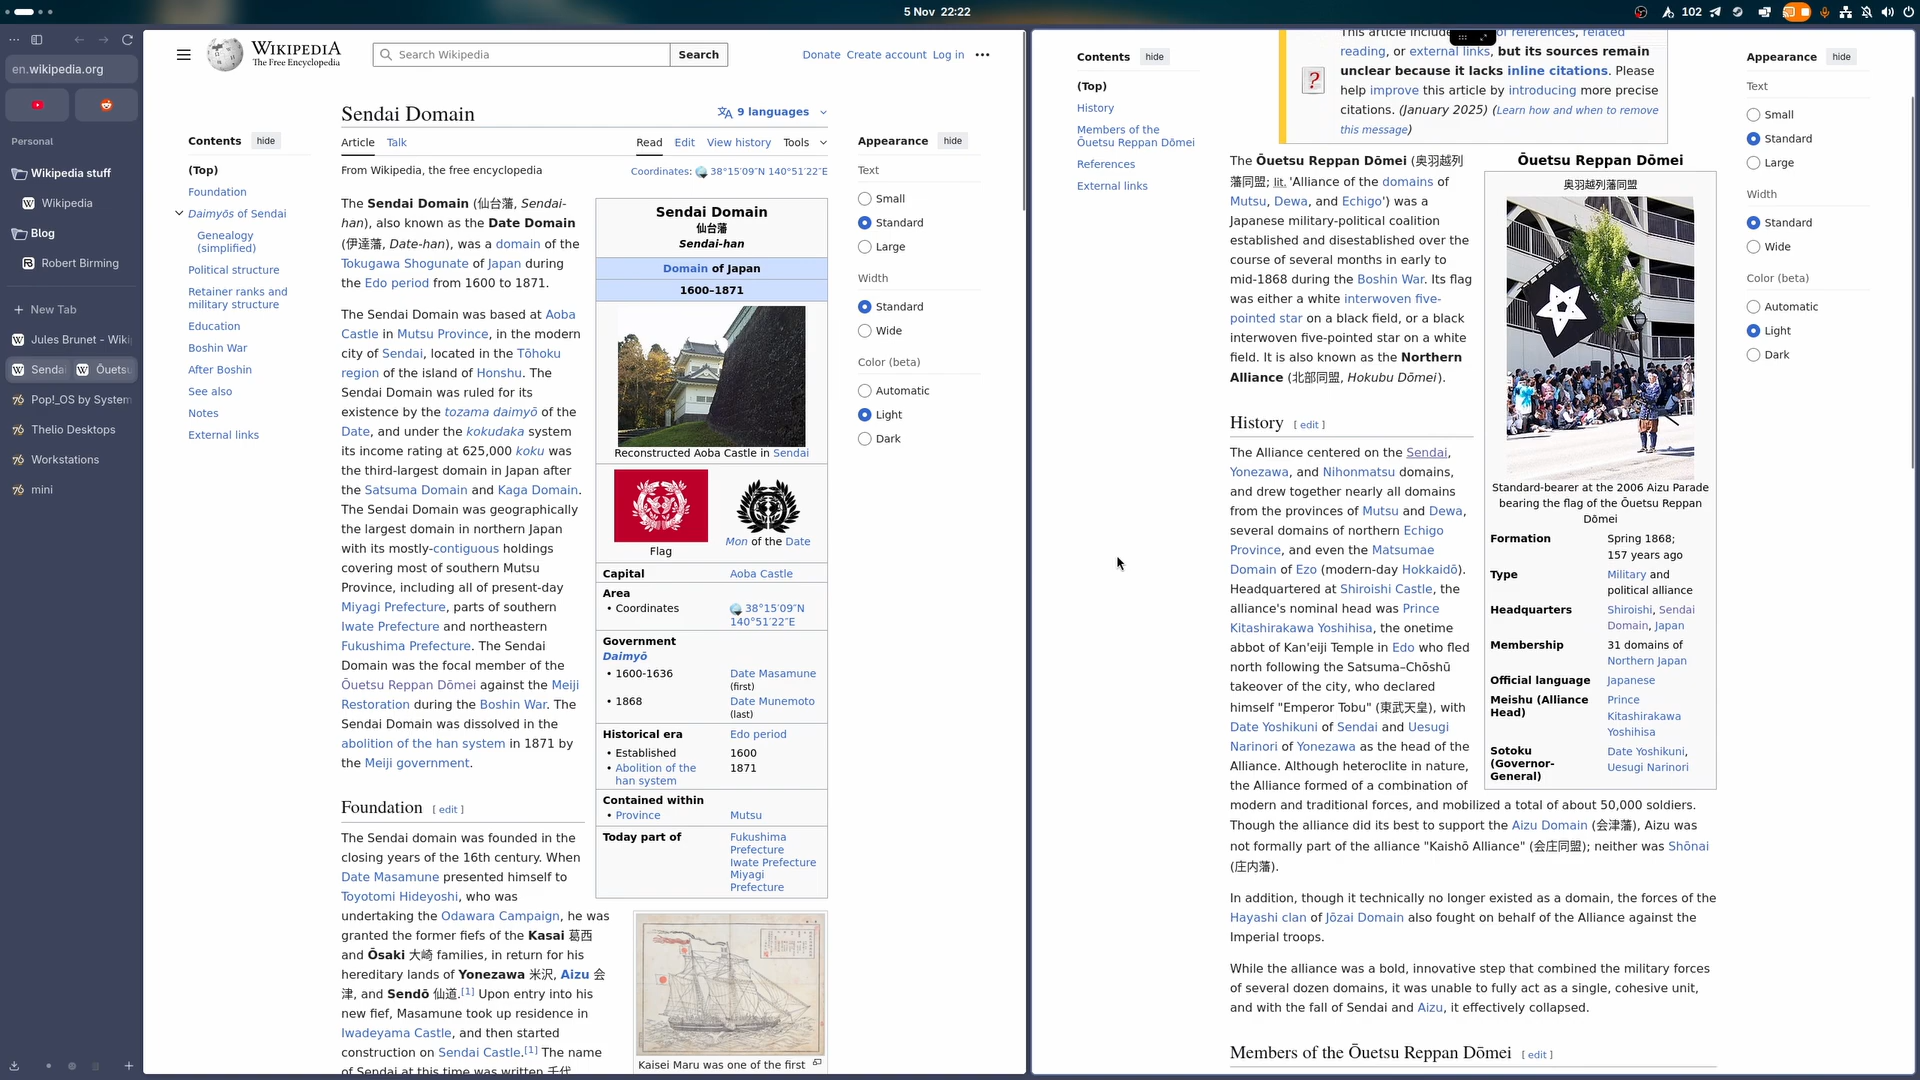 5 Nov 22:22
102
en.wikipedia.org
Personal
Wikipedia stuff
Wikipedia
Blog
Robert Birming
New Tab
Jules Brunet - Wiki
Sendai
Ōuetsu
Pop!_OS by System
Thelio Desktops
Workstations
mini
WIKIPEDIA
The Free Encyclopedia
Search Wikipedia
Search
Donate Create account Log in
Sendai Domain
9 languages
Article Talk
Read Edit View history Tools
From Wikipedia, the free encyclopedia
Coordinates: 38°15′09″N 140°51′22″E
Contents hide
(Top)
Foundation
Daimyōs of Sendai
Genealogy
(simplified)
Political structure
Retainer ranks and
military structure
Education
Boshin War
After Boshin
See also
Notes
External links
The Sendai Domain (仙台藩, Sendai-
han), also known as the Date Domain
(伊達藩, Date-han), was a domain of the
Tokugawa Shogunate of Japan during
the Edo period from 1600 to 1871.
The Sendai Domain was based at Aoba
Castle in Mutsu Province, in the modern
city of Sendai, located in the Tōhoku
region of the island of Honshu. The
Sendai Domain was ruled for its
existence by the tozama daimyō of the
Date, and under the kokudaka system
its income rating at 625,000 koku was
the third-largest domain in Japan after
the Satsuma Domain and Kaga Domain.
The Sendai Domain was geographically
the largest domain in northern Japan
with its mostly-contiguous holdings
covering most of southern Mutsu
Province, including all of present-day
Miyagi Prefecture, parts of southern
Iwate Prefecture and northeastern
Fukushima Prefecture. The Sendai
Domain was the focal member of the
Ōuetsu Reppan Dōmei against the Meiji
Restoration during the Boshin War. The
Sendai Domain was dissolved in the
abolition of the han system in 1871 by
the Meiji government.
Foundation [ edit ]
The Sendai domain was founded in the
closing years of the 16th century. When
Date Masamune presented himself to
Toyotomi Hideyoshi, who was
undertaking the Odawara Campaign, he was
granted the former fiefs of the Kasai 葛西
and Ōsaki 大崎 families, in return for his
hereditary lands of Yonezawa 米沢, Aizu 会
津, and Sendō 仙道.[1] Upon entry into his
new fief, Masamune took up residence in
Iwadeyama Castle, and then started
construction on Sendai Castle.[1] The name
of Sendai at this time was written 千代
Sendai Domain
仙台藩
Sendai-han
Domain of Japan
1600–1871
Reconstructed Aoba Castle in Sendai
Flag
Mon of the Date
Capital Aoba Castle
Area
• Coordinates 38°15′09″N
140°51′22″E
Government
Daimyō
• 1600-1636 Date Masamune
(first)
• 1868 Date Munemoto
(last)
Historical era Edo period
• Established 1600
• Abolition of the 1871
han system
Contained within
• Province Mutsu
Today part of Fukushima
Prefecture
Iwate Prefecture
Miyagi
Prefecture
Kaisei Maru was one of the first
Appearance hide
Text
Small
Standard
Large
Width
Standard
Wide
Color (beta)
Automatic
Light
Dark
Contents hide
(Top)
History
Members of the
Ōuetsu Reppan Dōmei
References
External links
This article includes of references, related
reading, or external links, but its sources remain
unclear because it lacks inline citations. Please
help improve this article by introducing more precise
citations. (January 2025) (Learn how and when to remove
this message)
The Ōuetsu Reppan Dōmei (奥羽越列
藩同盟; lit. 'Alliance of the domains of
Mutsu, Dewa, and Echigo') was a
Japanese military-political coalition
established and disestablished over the
course of several months in early to
mid-1868 during the Boshin War. Its flag
was either a white interwoven five-
pointed star on a black field, or a black
interwoven five-pointed star on a white
field. It is also known as the Northern
Alliance (北部同盟, Hokubu Dōmei).
History [ edit ]
The Alliance centered on the Sendai,
Yonezawa, and Nihonmatsu domains,
and drew together nearly all domains
from the provinces of Mutsu and Dewa,
several domains of northern Echigo
Province, and even the Matsumae
Domain of Ezo (modern-day Hokkaidō).
Headquartered at Shiroishi Castle, the
alliance's nominal head was Prince
Kitashirakawa Yoshihisa, the onetime
abbot of Kan'eiji Temple in Edo who fled
north following the Satsuma–Chōshū
takeover of the city, who declared
himself "Emperor Tobu" (東武天皇), with
Date Yoshikuni of Sendai and Uesugi
Narinori of Yonezawa as the head of the
Alliance. Although heteroclite in nature,
the Alliance formed of a combination of
modern and traditional forces, and mobilized a total of about 50,000 soldiers.
Though the alliance did its best to support the Aizu Domain (会津藩), Aizu was
not formally part of the alliance "Kaishō Alliance" (会庄同盟); neither was Shōnai
(庄内藩).
In addition, though it technically no longer existed as a domain, the forces of the
Hayashi clan of Jōzai Domain also fought on behalf of the Alliance against the
Imperial troops.
While the alliance was a bold, innovative step that combined the military forces
of several dozen domains, it was unable to fully act as a single, cohesive unit,
and with the fall of Sendai and Aizu, it effectively collapsed.
Members of the Ōuetsu Reppan Dōmei [ edit ]
Ōuetsu Reppan Dōmei
奥羽越列藩同盟
Standard-bearer at the 2006 Aizu Parade
bearing the flag of the Ōuetsu Reppan
Dōmei
Formation Spring 1868;
157 years ago
Type Military and
political alliance
Headquarters Shiroishi, Sendai
Domain, Japan
Membership 31 domains of
Northern Japan
Official language Japanese
Meishu (Alliance Prince
Head) Kitashirakawa
Yoshihisa
Sotoku Date Yoshikuni,
(Governor- Uesugi Narinori
General)
Appearance hide
Text
Small
Standard
Large
Width
Standard
Wide
Color (beta)
Automatic
Light
Dark